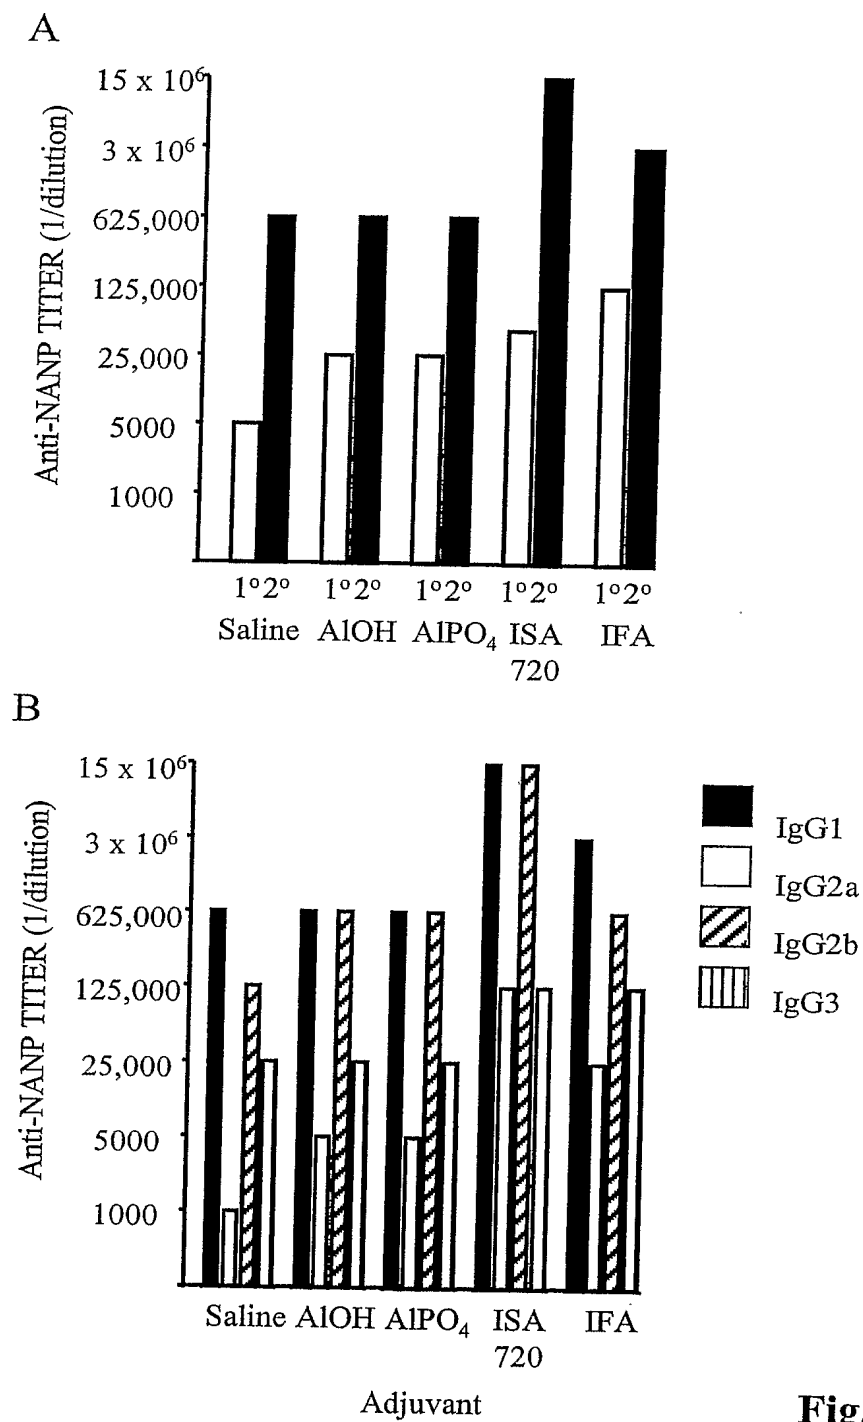 A
Anti-NANP TITER (1/dilution)
15 x 10⁶
3 x 10⁶
625,000
125,000
25,000
5000
1000
1° 2° 1° 2° 1° 2° 1° 2° 1° 2°
Saline AlOH AlPO₄ ISA 720 IFA
B
Anti-NANP TITER (1/dilution)
15 x 10⁶
3 x 10⁶
625,000
125,000
25,000
5000
1000
IgG1
IgG2a
IgG2b
IgG3
Saline AlOH AlPO₄ ISA 720 IFA
Adjuvant
Fig.